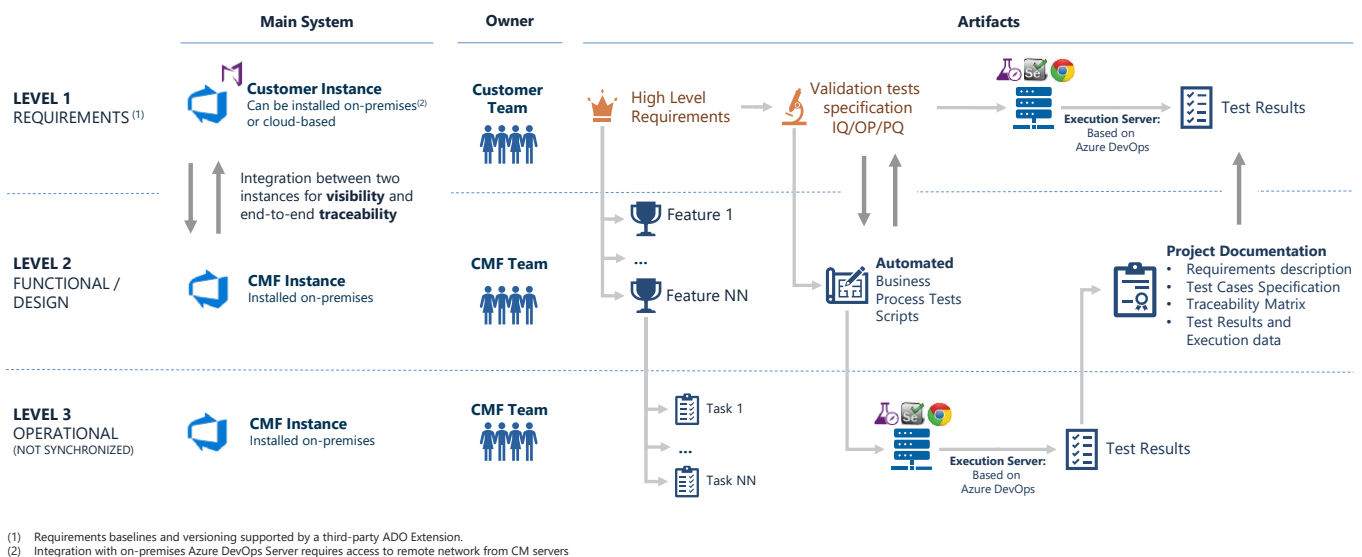 Main System
Owner
Artifacts
LEVEL 1
REQUIREMENTS (1)
Customer Instance
Can be installed on-premises(2)
or cloud-based
Customer
Team
High Level
Requirements
Validation tests
specification
IQ/OP/PQ
Se
Execution Server:
Based on
Azure DevOps
Test Results
Integration between two
instances for visibility and
end-to-end traceability
LEVEL 2
FUNCTIONAL /
DESIGN
CMF Instance
Installed on-premises
CMF Team
Feature 1
...
Feature NN
Automated
Business
Process Tests
Scripts
Project Documentation
• Requirements description
• Test Cases Specification
• Traceability Matrix
• Test Results and
Execution data
LEVEL 3
OPERATIONAL
(NOT SYNCHRONIZED)
CMF Instance
Installed on-premises
CMF Team
Task 1
...
Task NN
Se
Execution Server:
Based on
Azure DevOps
Test Results
(1) Requirements baselines and versioning supported by a third-party ADO Extension.
(2) Integration with on-premises Azure DevOps Server requires access to remote network from CM servers